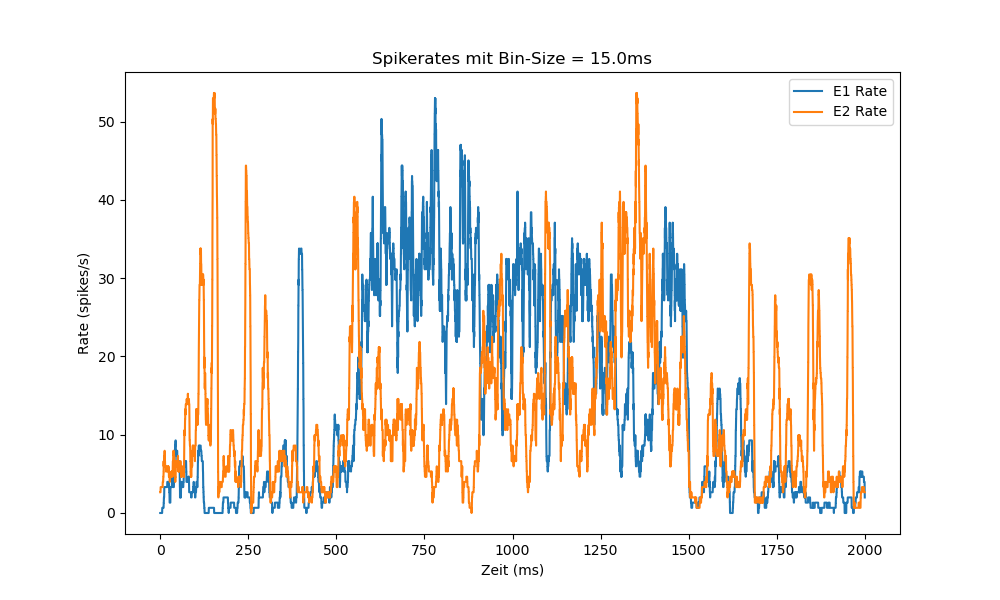 Spikerates mit Bin-Size = 15.0ms
E1 Rate
E2 Rate
50
40
30
20
10
0
Rate (spikes/s)
0 250 500 750 1000 1250 1500 1750 2000
Zeit (ms)